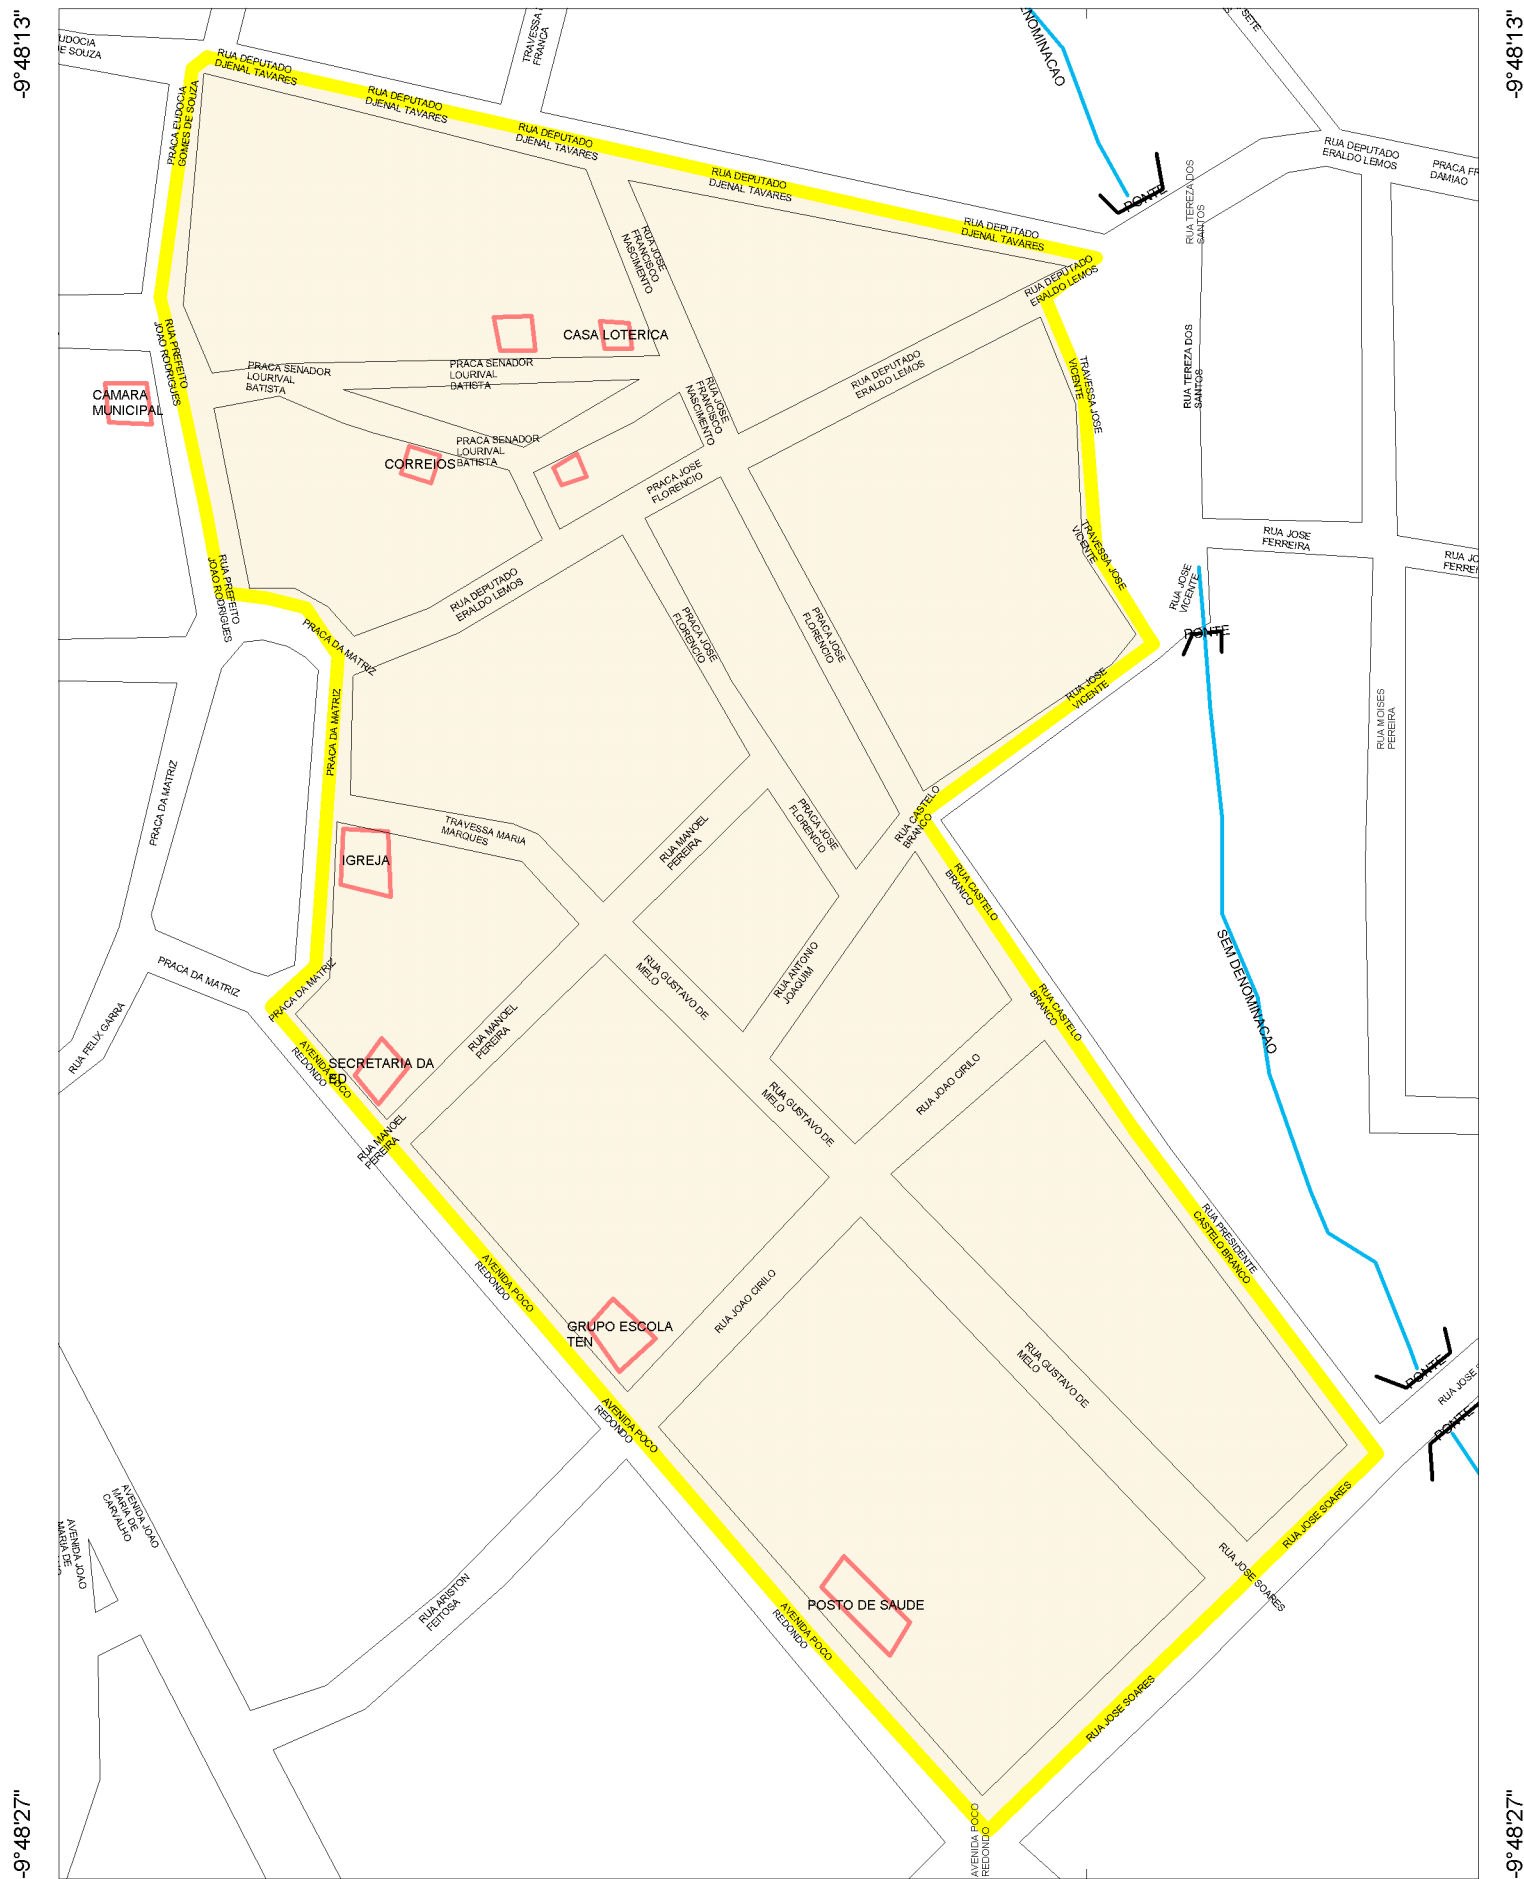 -9°48'13"
-9°48'13"
DE SOUZA
RUA DEPUTADO
DJENAL TAVARES
RUA DEPUTADO
DJENAL TAVARES
RUA DEPUTADO
DJENAL TAVARES
RUA DEPUTADO
DJENAL TAVARES
RUA DEPUTADO
DJENAL TAVARES
TRAVESSA
FRANCA
RUA DEPUTADO
ERALDO LEMOS
DAMIAO
PONTE
RUA TEREZA DOS
SANTOS
PRACA EUDOCIA
GOMES DE SOUZA
RUA JOSE
FRANCISCO
NASCIMENTO
RUA DEPUTADO
ERALDO LEMOS
RUA PREFEITO
JOAO RODRIGUES
CASA LOTERICA
PRACA SENADOR
LOURIVAL
BATISTA
PRACA SENADOR
LOURIVAL
BATISTA
RUA DEPUTADO
ERALDO LEMOS
TRAVESSA JOSE
VICENTE
RUA TEREZA DOS
SANTOS
CAMARA
MUNICIPAL
RUA JOSE
FRANCISCO
NASCIMENTO
PRACA SENADOR
LOURIVAL
BATISTA
CORREIOS
PRACA JOSE
FLORENCIO
TRAVESSA JOSE
VICENTE
RUA JOSE
FERREIRA
RUA PREFEITO
JOAO RODRIGUES
RUA DEPUTADO
ERALDO LEMOS
RUA JOSE
VICENTE
PONTE
PRACA DA MATRIZ
PRACA JOSE
FLORENCIO
PRACA JOSE
FLORENCIO
RUA JOSE
VICENTE
RUA MOISES
PEREIRA
PRACA DA MATRIZ
PRACA DA MATRIZ
TRAVESSA MARIA
MARQUES
RUA MANOEL
PEREIRA
PRACA JOSE
FLORENCIO
RUA CASTELO
BRANCO
IGREJA
RUA CASTELO
BRANCO
PRACA DA MATRIZ
PRACA DA MATRIZ
RUA GUSTAVO DE
MELO
RUA ANTONIO
JOAQUIM
SEM DENOMINACAO
RUA FELIX GARRA
RUA MANOEL
PEREIRA
RUA CASTELO
BRANCO
AVENIDA POCO
REDONDO
SECRETARIA DA
ED
RUA JOAO CIRILO
RUA GUSTAVO DE
MELO
RUA MANOEL
PEREIRA
RUA PRESIDENTE
CASTELO BRANCO
AVENIDA POCO
REDONDO
RUA JOAO CIRILO
GRUPO ESCOLA
TEN
RUA GUSTAVO DE
MELO
PONTE
PONTE
AVENIDA POCO
REDONDO
AVENIDA JOAO
MARIA DE
CARVALHO
AVENIDA JOAO
MARIA DE
RUA JOSE SOARES
RUA JOSE SOARES
RUA ARISTON
FEITOSA
POSTO DE SAUDE
AVENIDA POCO
REDONDO
RUA JOSE SOARES
AVENIDA POCO
REDONDO
-9°48'27"
-9°48'27"